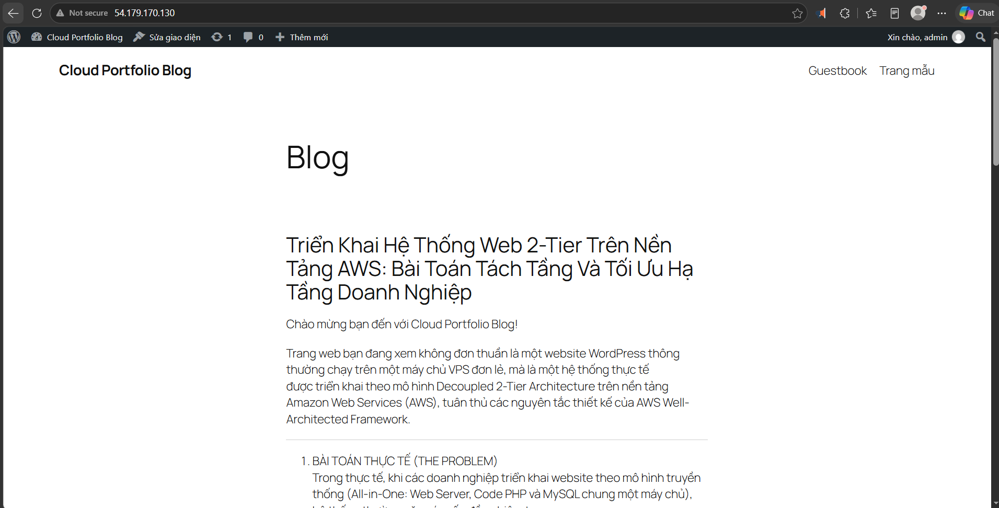 Not secure 54.179.170.130
Chat
Cloud Portfolio Blog Sửa giao diện 1 0 Thêm mới
Xin chào, admin
Cloud Portfolio Blog
Guestbook Trang mẫu
Blog
Triển Khai Hệ Thống Web 2-Tier Trên Nền
Tảng AWS: Bài Toán Tách Tầng Và Tối Ưu Hạ
Tầng Doanh Nghiệp
Chào mừng bạn đến với Cloud Portfolio Blog!
Trang web bạn đang xem không đơn thuần là một website WordPress thông
thường chạy trên một máy chủ VPS đơn lẻ, mà là một hệ thống thực tế
được triển khai theo mô hình Decoupled 2-Tier Architecture trên nền tảng
Amazon Web Services (AWS), tuân thủ các nguyên tắc thiết kế của AWS Well-
Architected Framework.
1. BÀI TOÁN THỰC TẾ (THE PROBLEM)
Trong thực tế, khi các doanh nghiệp triển khai website theo mô hình truyền
thống (All-in-One: Web Server, Code PHP và MySQL chung một máy chủ),